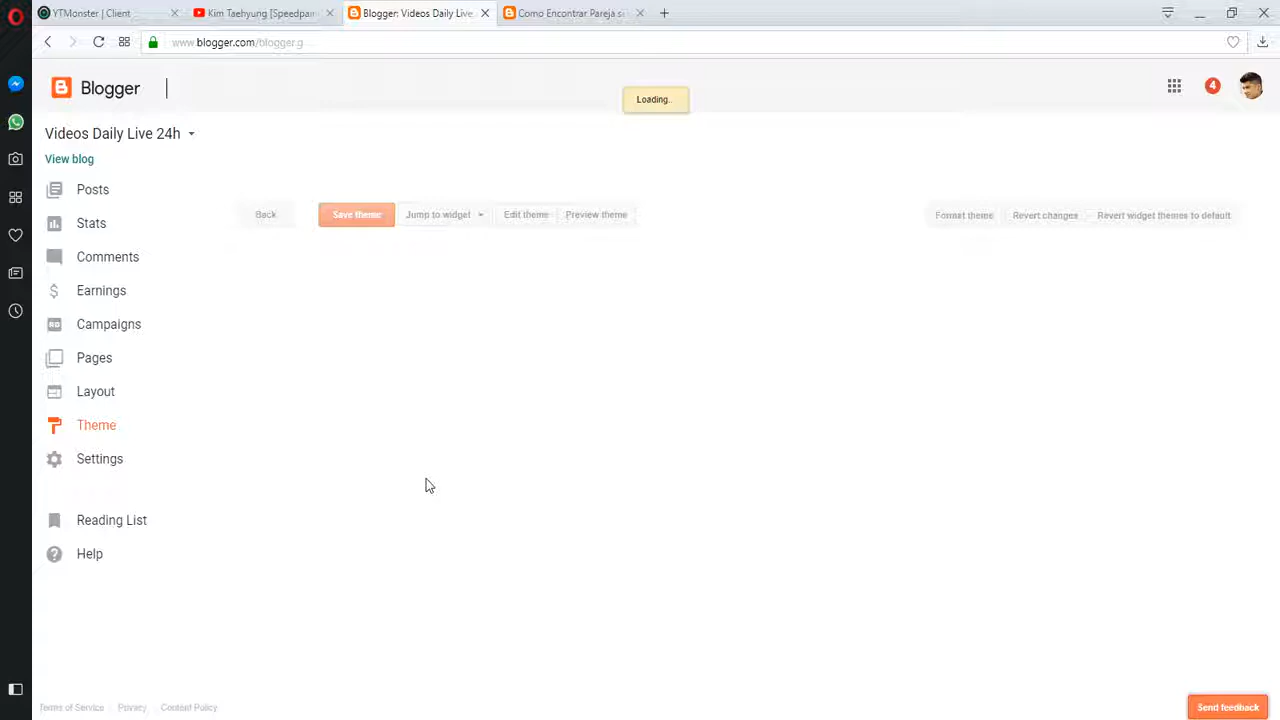 YTMonster | Client
Kim Taehyung [Speedpain
Blogger: Videos Daily Live
Como Encontrar Pareja s
www.blogger.com/blogger.g
Blogger
Loading..
4
Videos Daily Live 24h
View blog
Posts
Back
Save theme
Jump to widget
Edit theme
Preview theme
Format theme
Revert changes
Revert widget themes to default
Stats
Comments
$ Earnings
Campaigns
Pages
Layout
Theme
Settings
Reading List
? Help
Terms of Service
Privacy
Content Policy
Send feedback